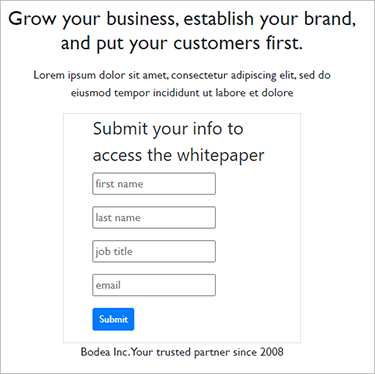 Grow your business, establish your brand,
and put your customers first.
Lorem ipsum dolor sit amet, consectetur adipiscing elit, sed do
eiusmod tempor incididunt ut labore et dolore
Submit your info to
access the whitepaper
first name
last name
job title
email
Submit
Bodea Inc.Your trusted partner since 2008